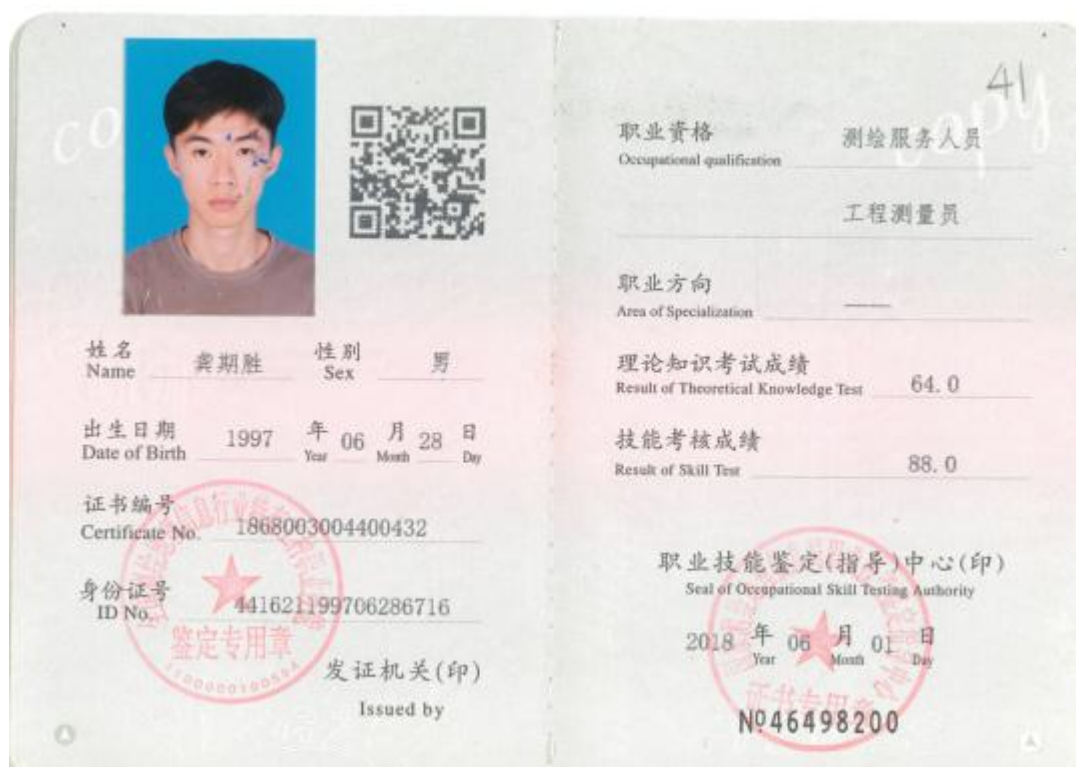 copy
41
姓名 龚期胜 性别 男
Name Sex
出生日期 1997 年 06 月 28 日
Date of Birth Year Month Day
证书编号
Certificate No. 1868003004400432
身份证号
ID No. 441621199706286716
鉴定专用章
发证机关(印)
Issued by
职业资格 测绘服务人员
Occupational qualification
工程测量员
职业方向 ——
Area of Specialization
理论知识考试成绩
Result of Theoretical Knowledge Test 64.0
技能考核成绩
Result of Skill Test 88.0
职业技能鉴定(指导)中心(印)
Seal of Occupational Skill Testing Authority
2018 年 06 月 01 日
Year Month Day
证书专用章
№46498200